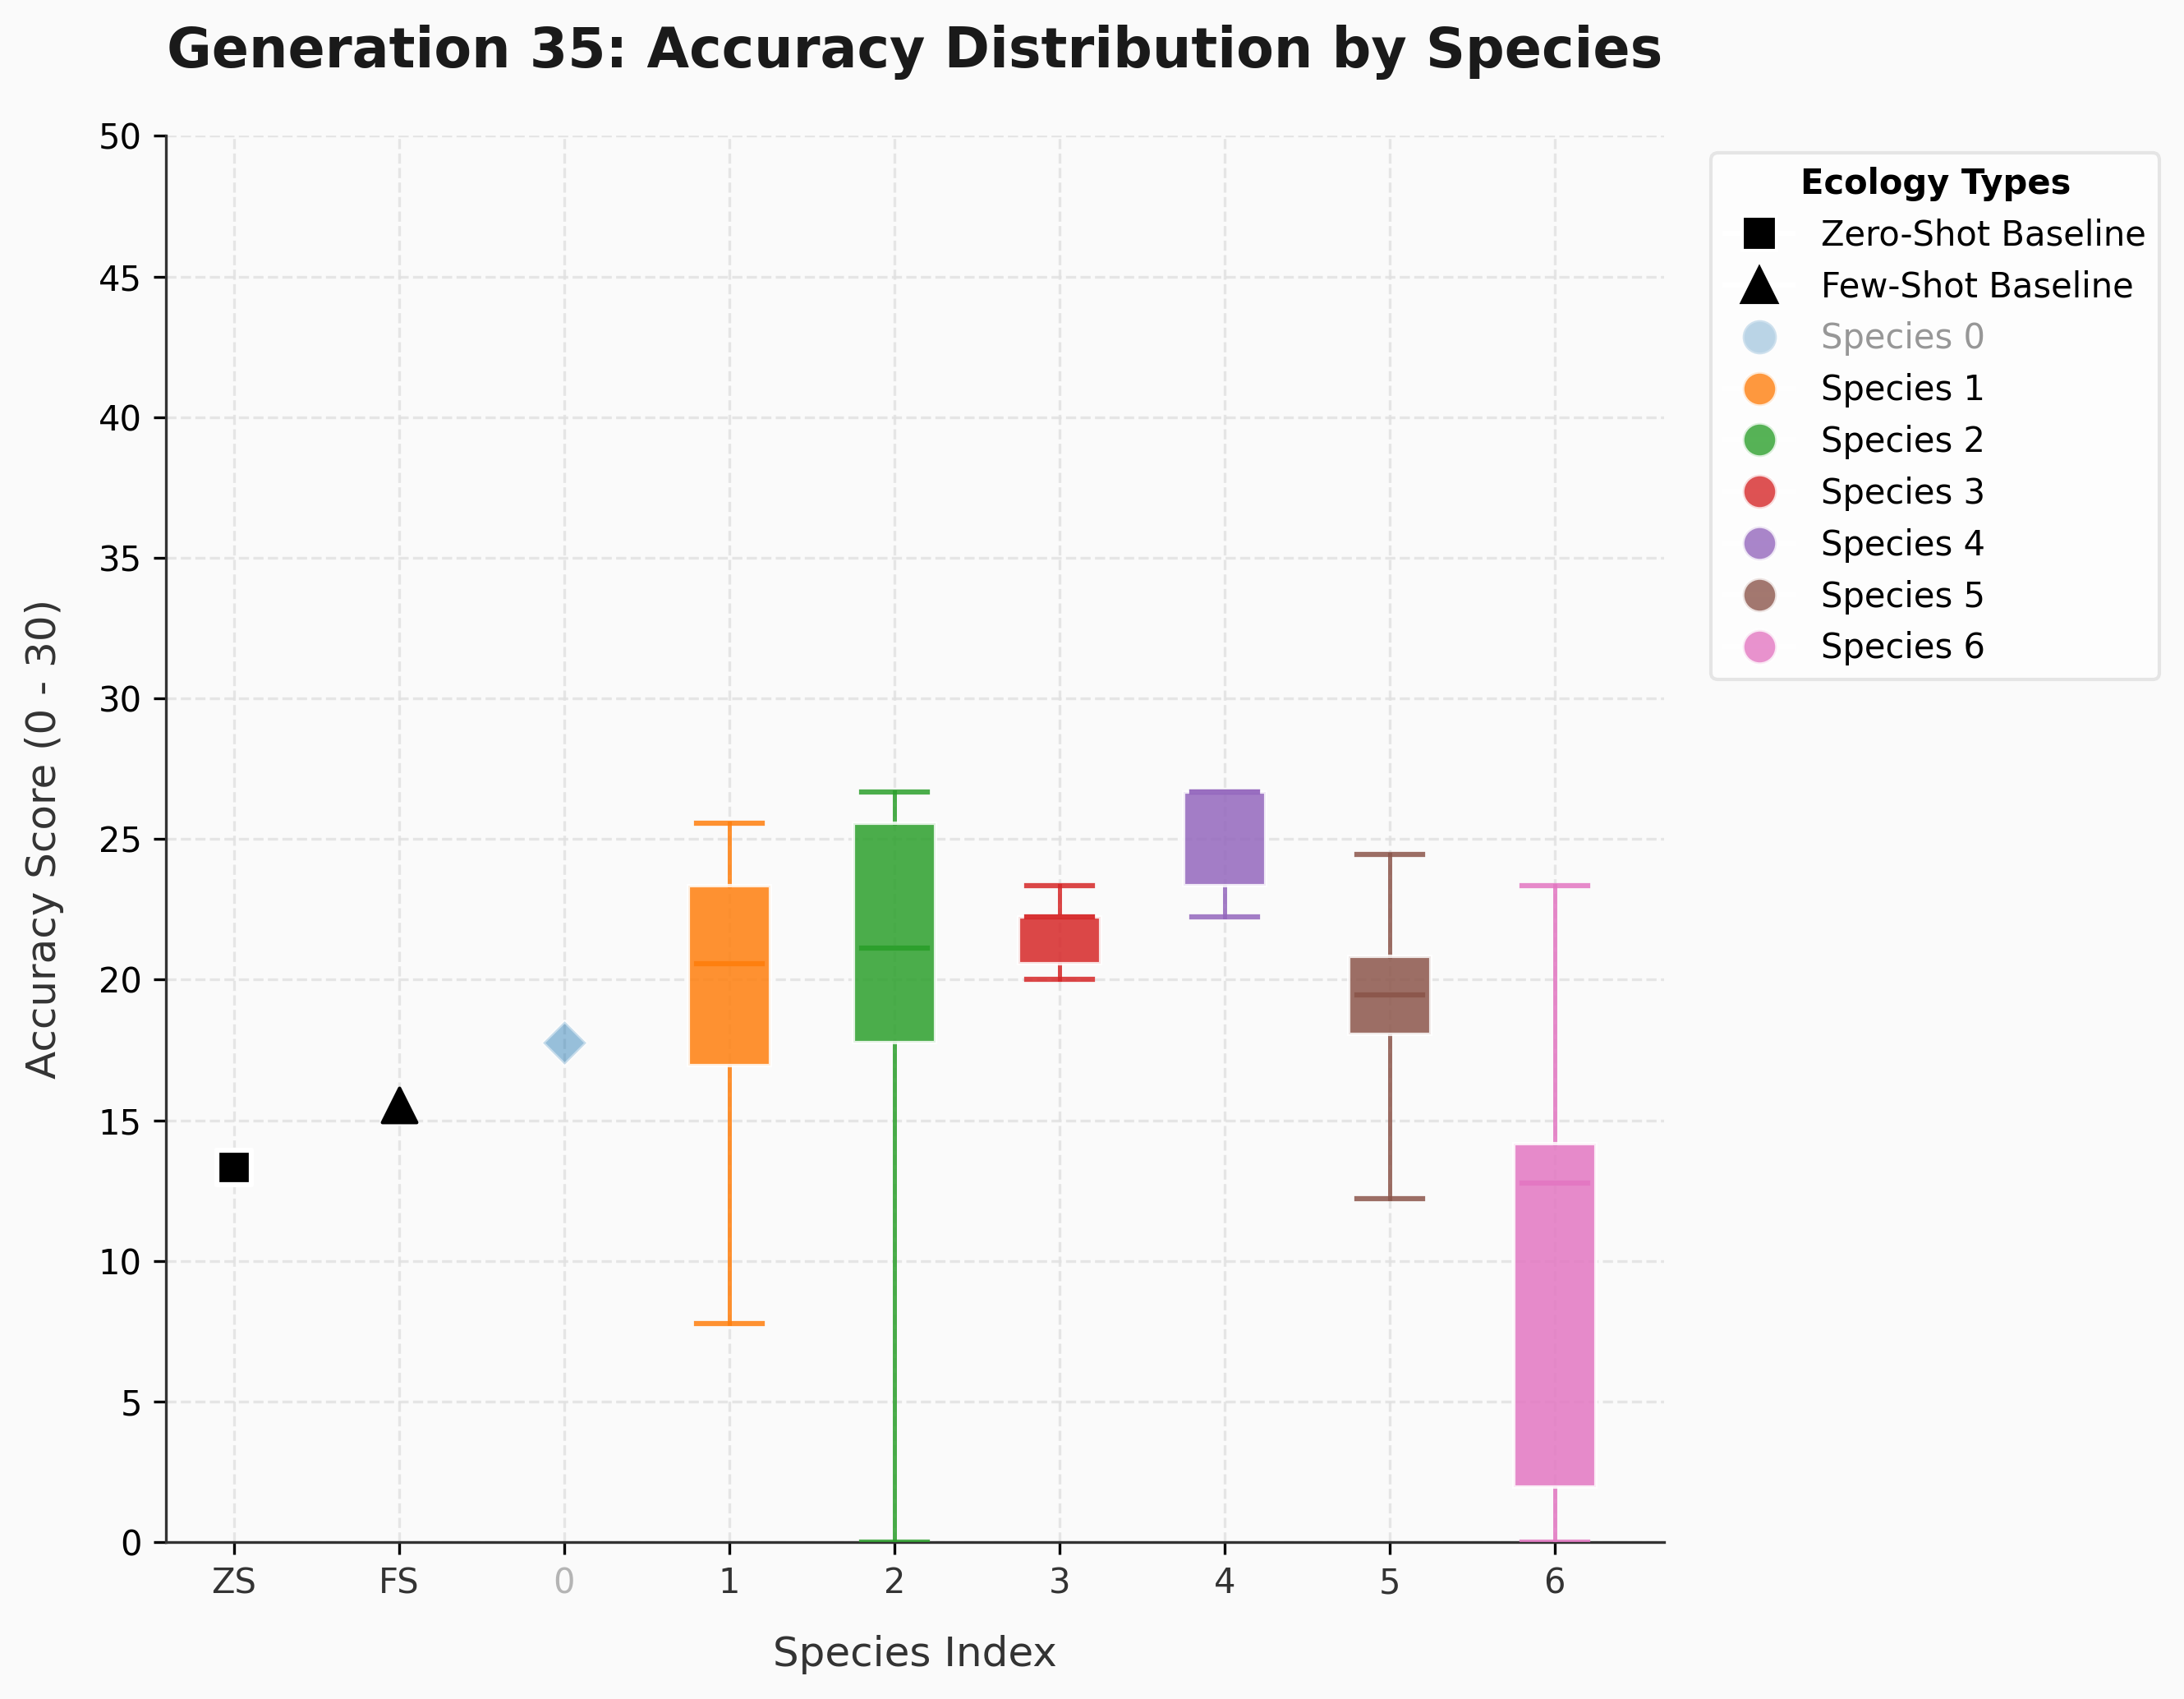 Generation 35: Accuracy Distribution by Species
50
45
40
35
30
25
20
15
10
5
0
Accuracy Score (0 - 30)
ZS FS 0 1 2 3 4 5 6
Species Index
Ecology Types
Zero-Shot Baseline
Few-Shot Baseline
Species 0
Species 1
Species 2
Species 3
Species 4
Species 5
Species 6